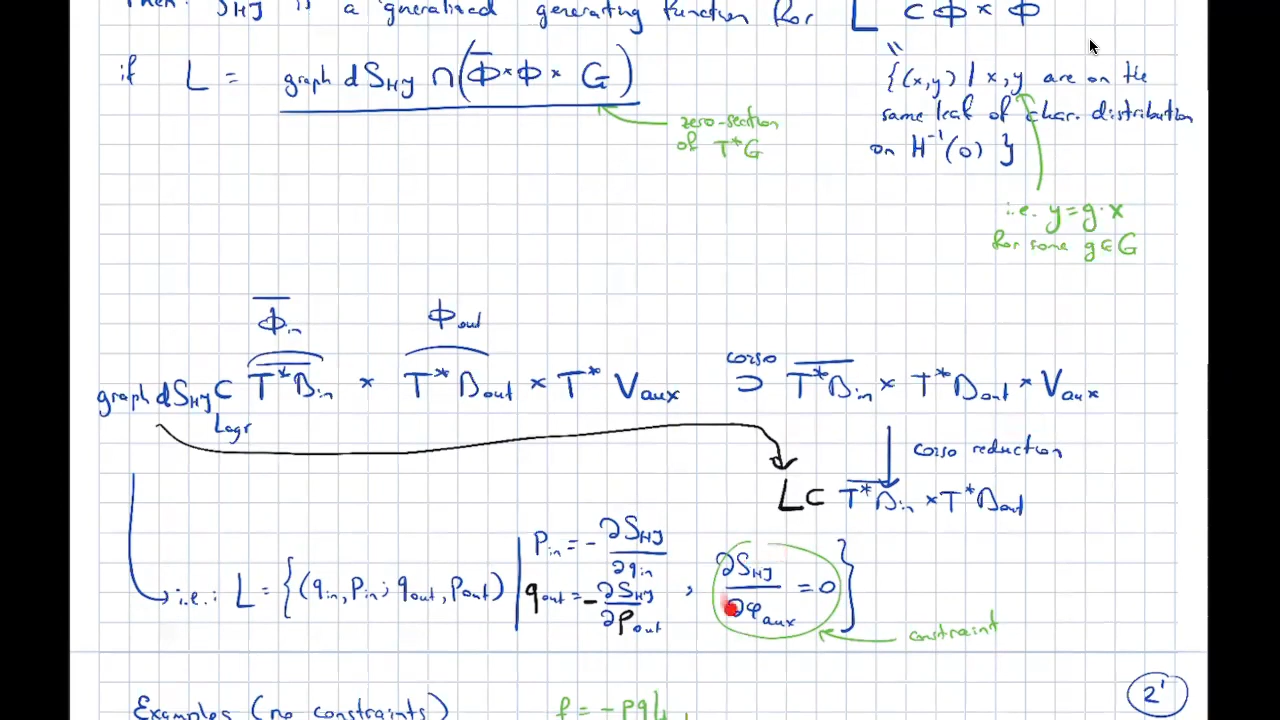 Then: S_HJ is a generalized generating function for L ⊂ Φ̄ × Φ
if L = graph dS_HJ ∩ (Φ̄ × Φ × G)
zero-section of T*G
{(x,y) | x,y are on the
same leaf of char. distribution
on H⁻¹(0) }
i.e. y = g·x
for some g∈G
Φ̄_in Φ_out
graph dS_HJ ⊂ T*B_in × T*B_out × T* V_aux ⊃ T*B_in × T*B_out × V_aux
Lagr
coiso
coiso reduction
L ⊂ T*B_in × T*B_out
i.e.: L = { (q_in, p_in; q_out, p_out) | p_in = - ∂S_HJ/∂q_in
q_out = - ∂S_HJ/∂p_out , ∂S_HJ/∂φ_aux = 0 }
constraint
2'
Examples (no constraints) f = - pq|